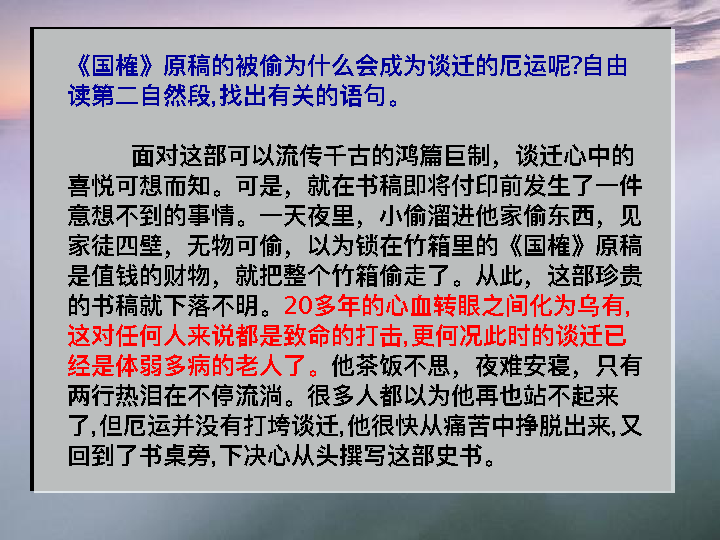 《国榷》原稿的被偷为什么会成为谈迁的厄运呢?自由
读第二自然段,找出有关的语句。
面对这部可以流传千古的鸿篇巨制，谈迁心中的
喜悦可想而知。可是，就在书稿即将付印前发生了一件
意想不到的事情。一天夜里，小偷溜进他家偷东西，见
家徒四壁，无物可偷，以为锁在竹箱里的《国榷》原稿
是值钱的财物，就把整个竹箱偷走了。从此，这部珍贵
的书稿就下落不明。20多年的心血转眼之间化为乌有,
这对任何人来说都是致命的打击,更何况此时的谈迁已
经是体弱多病的老人了。他茶饭不思，夜难安寝，只有
两行热泪在不停流淌。很多人都以为他再也站不起来
了,但厄运并没有打垮谈迁,他很快从痛苦中挣脱出来,又
回到了书桌旁,下决心从头撰写这部史书。